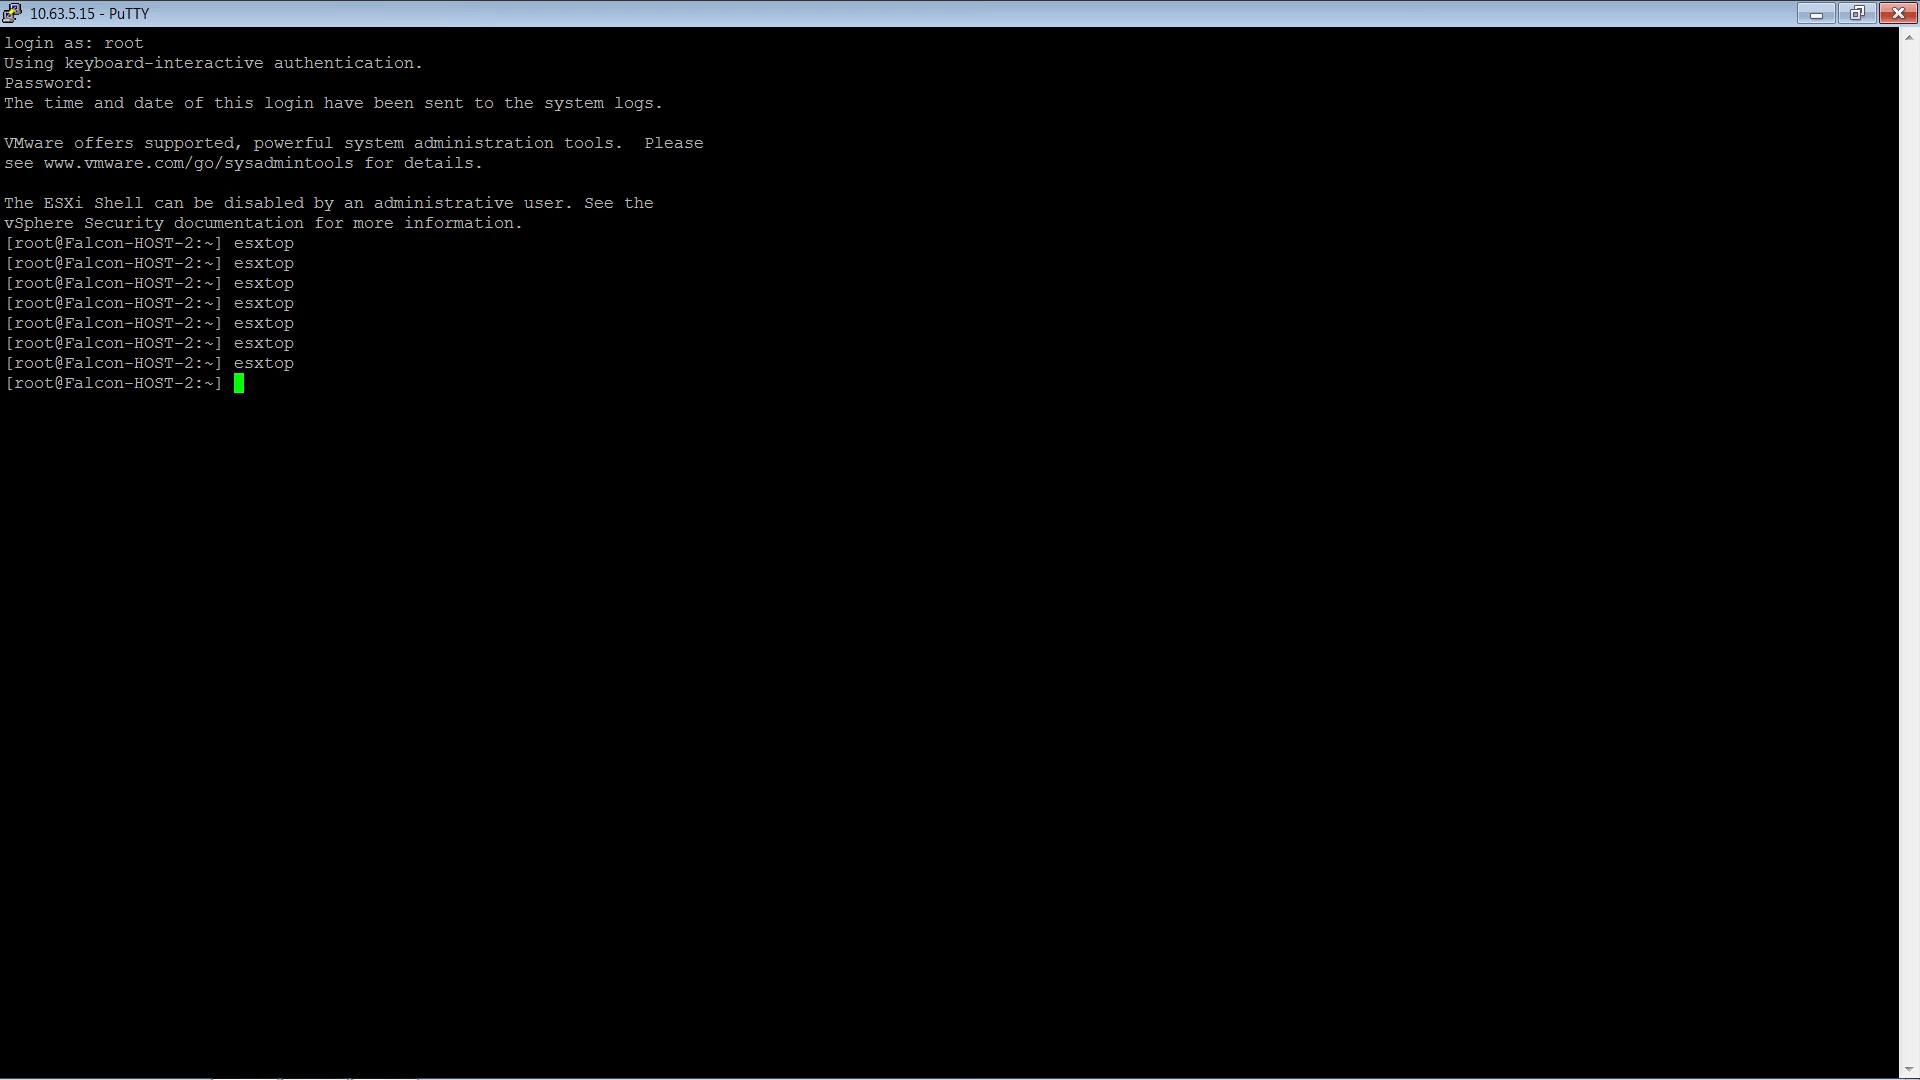 10.63.5.15 - PuTTY
login as: root
Using keyboard-interactive authentication.
Password:
The time and date of this login have been sent to the system logs.
VMware offers supported, powerful system administration tools.  Please
see www.vmware.com/go/sysadmintools for details.
The ESXi Shell can be disabled by an administrative user. See the
vSphere Security documentation for more information.
[root@Falcon-HOST-2:~] esxtop
[root@Falcon-HOST-2:~] esxtop
[root@Falcon-HOST-2:~] esxtop
[root@Falcon-HOST-2:~] esxtop
[root@Falcon-HOST-2:~] esxtop
[root@Falcon-HOST-2:~] esxtop
[root@Falcon-HOST-2:~] esxtop
[root@Falcon-HOST-2:~]